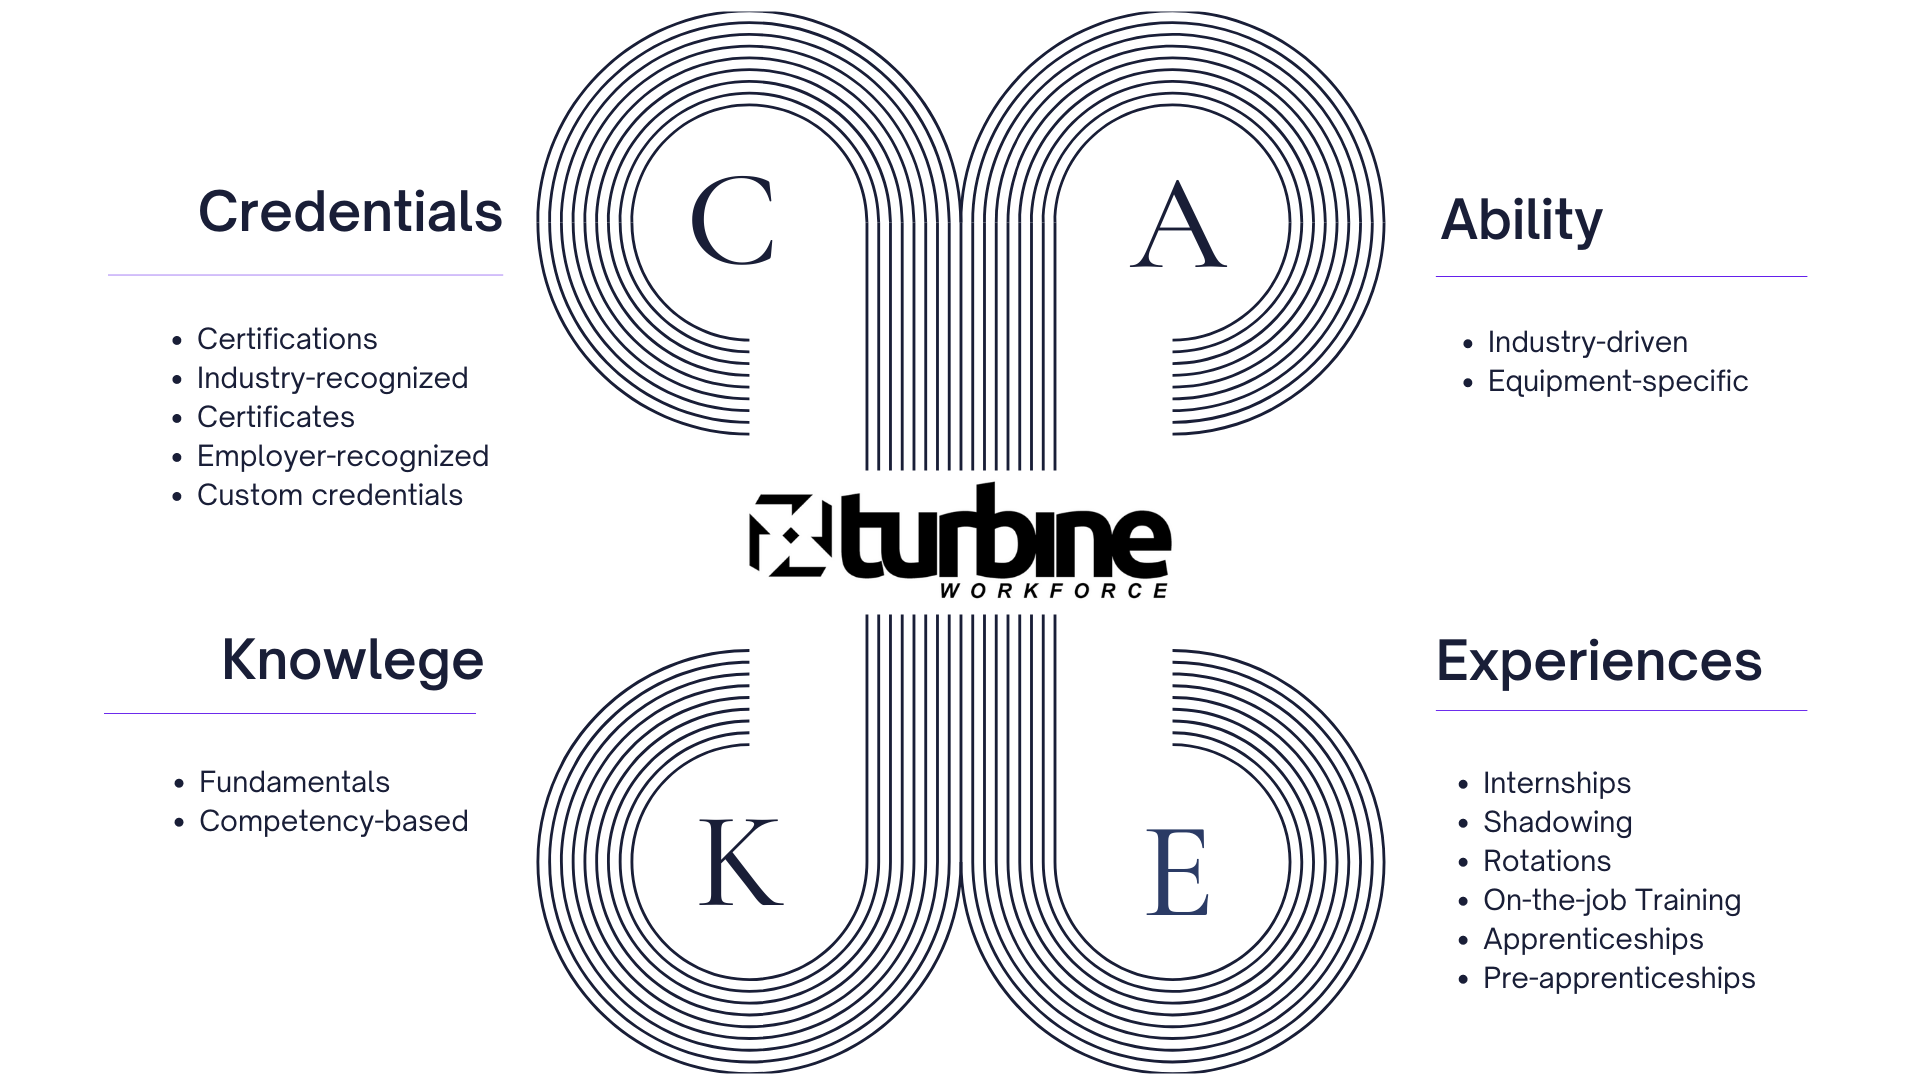 C
A
Credentials
• Certifications
• Industry-recognized
• Certificates
• Employer-recognized
• Custom credentials
Ability
• Industry-driven
• Equipment-specific
turbine
WORKFORCE
Knowlege
• Fundamentals
• Competency-based
Experiences
• Internships
• Shadowing
• Rotations
• On-the-job Training
• Apprenticeships
• Pre-apprenticeships
K
E